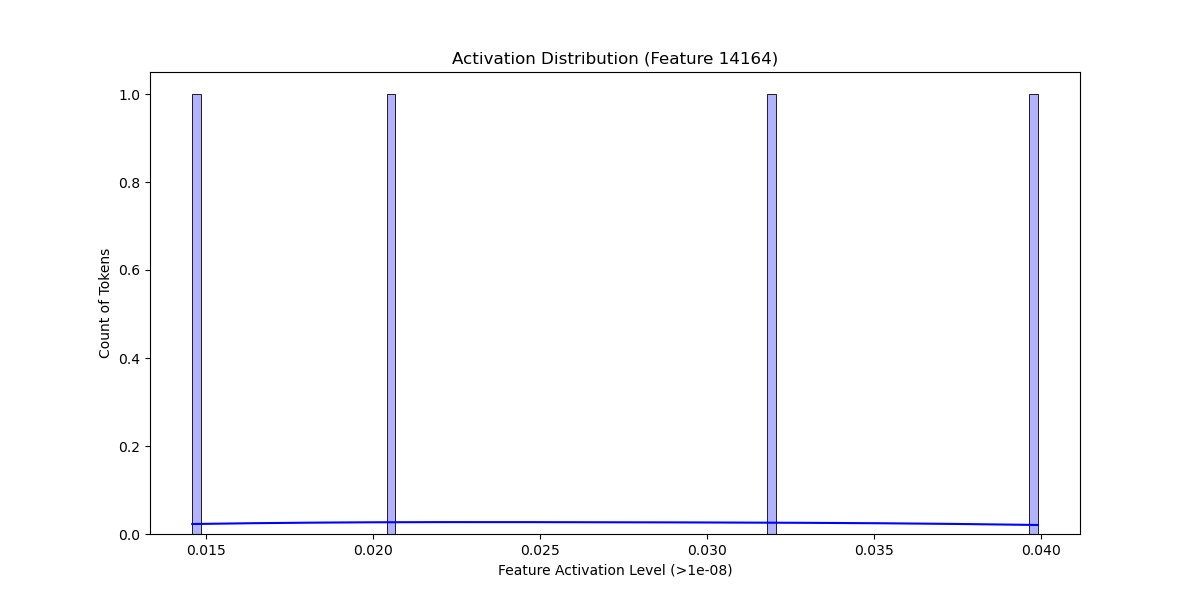 Activation Distribution (Feature 14164)
1.0
0.8
0.6
0.4
0.2
0.0
Count of Tokens
0.015 0.020 0.025 0.030 0.035 0.040
Feature Activation Level (>1e-08)